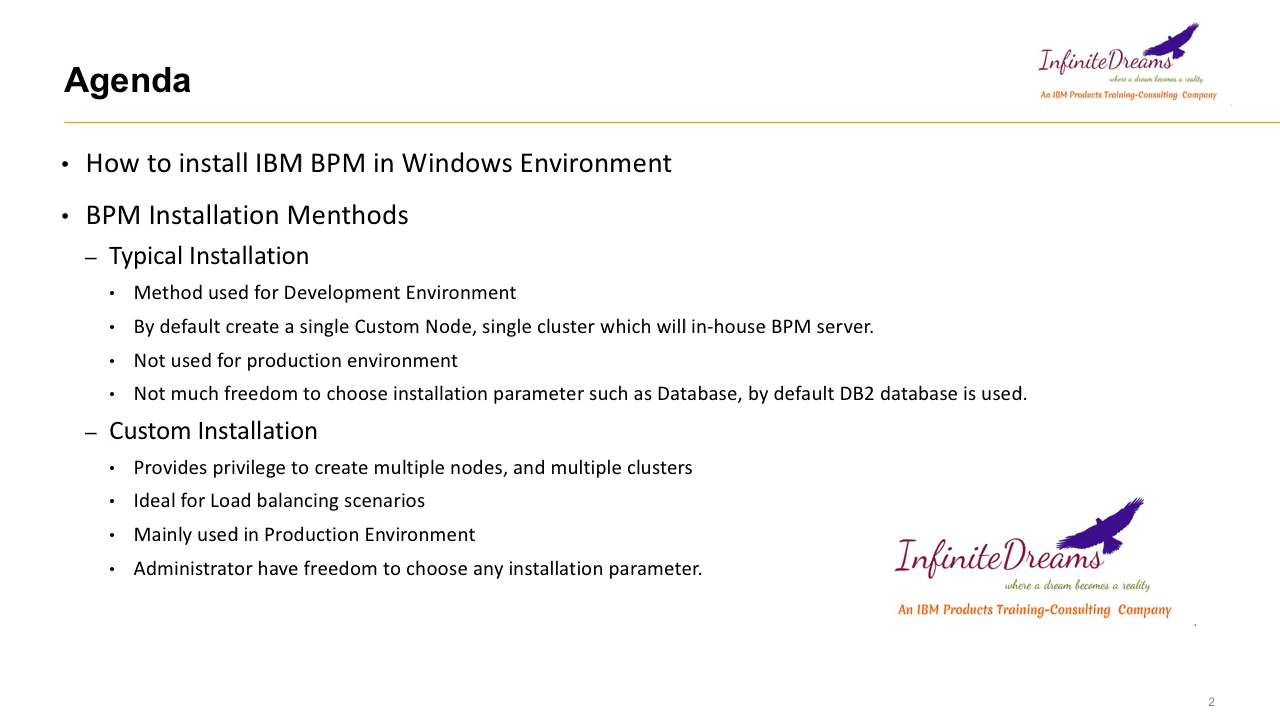 InfiniteDreams
where a dream becomes a reality
An IBM Products Training-Consulting Company
Agenda
• How to install IBM BPM in Windows Environment
• BPM Installation Menthods
– Typical Installation
• Method used for Development Environment
• By default create a single Custom Node, single cluster which will in-house BPM server.
• Not used for production environment
• Not much freedom to choose installation parameter such as Database, by default DB2 database is used.
– Custom Installation
• Provides privilege to create multiple nodes, and multiple clusters
• Ideal for Load balancing scenarios
• Mainly used in Production Environment
• Administrator have freedom to choose any installation parameter.
InfiniteDreams
where a dream becomes a reality
An IBM Products Training-Consulting Company
2